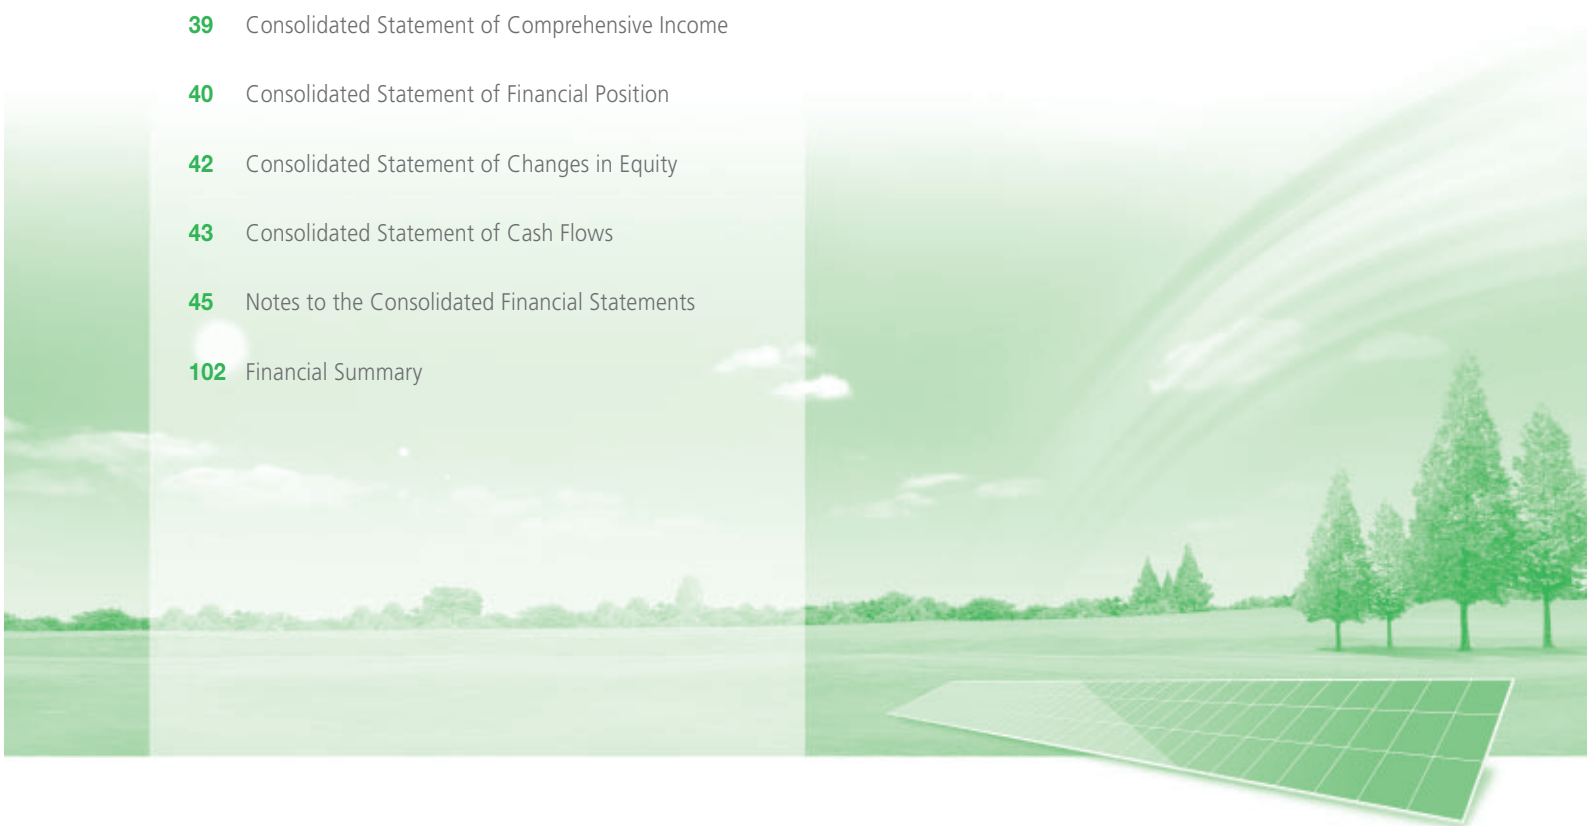 39 Consolidated Statement of Comprehensive Income
40 Consolidated Statement of Financial Position
42 Consolidated Statement of Changes in Equity
43 Consolidated Statement of Cash Flows
45 Notes to the Consolidated Financial Statements
102 Financial Summary